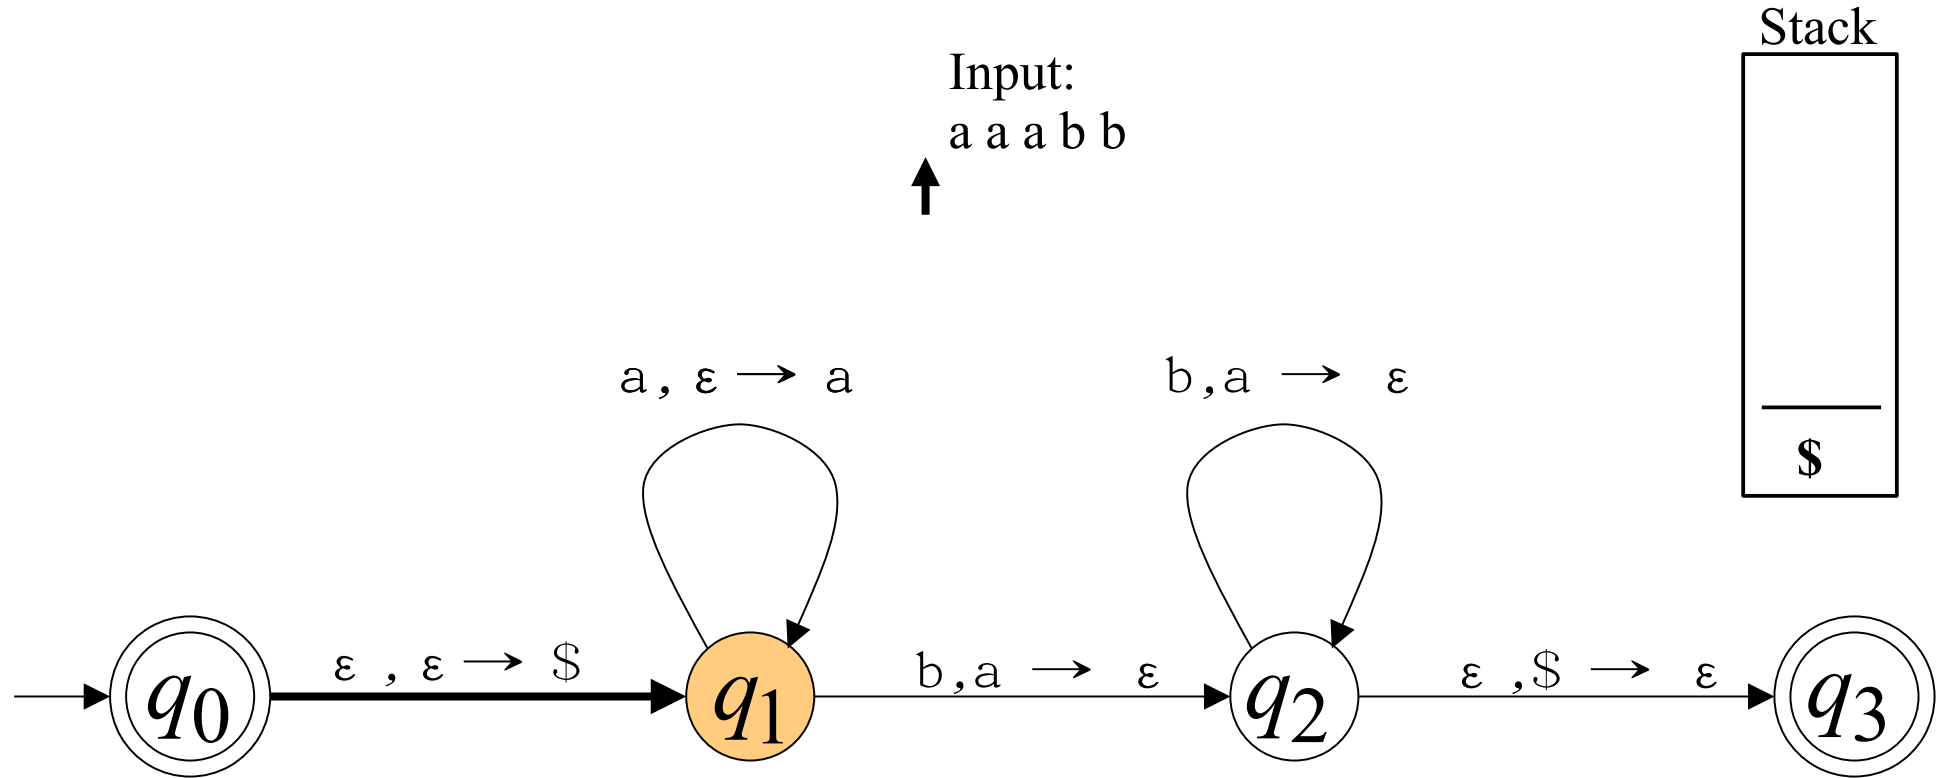 Stack
Input:
a a a b b
$
a, ε → a
b,a → ε
ε , ε → $
b,a → ε
ε ,$ → ε
q0
q1
q2
q3